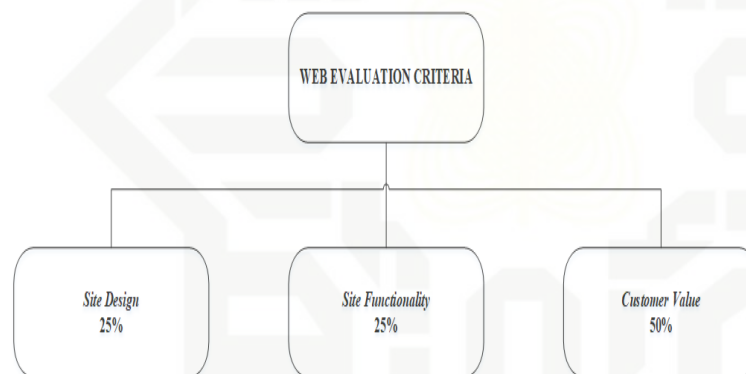 WEB EVALUATION CRITERIA
Site Design
25%
Site Functionality
25%
Customer Value
50%